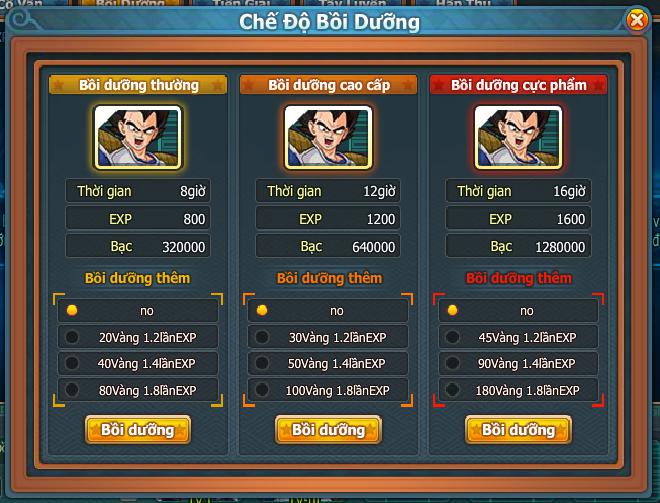 Bồi Dưỡng
Chế Độ Bồi Dưỡng
Bồi dưỡng thường
Thời gian 8giờ
EXP 800
Bạc 320000
Bồi dưỡng thêm
no
20Vàng 1.2lầnEXP
40Vàng 1.4lầnEXP
80Vàng 1.8lầnEXP
Bồi dưỡng
Bồi dưỡng cao cấp
Thời gian 12giờ
EXP 1200
Bạc 640000
Bồi dưỡng thêm
no
30Vàng 1.2lầnEXP
50Vàng 1.4lầnEXP
100Vàng 1.8lầnEXP
Bồi dưỡng
Bồi dưỡng cực phẩm
Thời gian 16giờ
EXP 1600
Bạc 1280000
Bồi dưỡng thêm
no
45Vàng 1.2lầnEXP
90Vàng 1.4lầnEXP
180Vàng 1.8lầnEXP
Bồi dưỡng